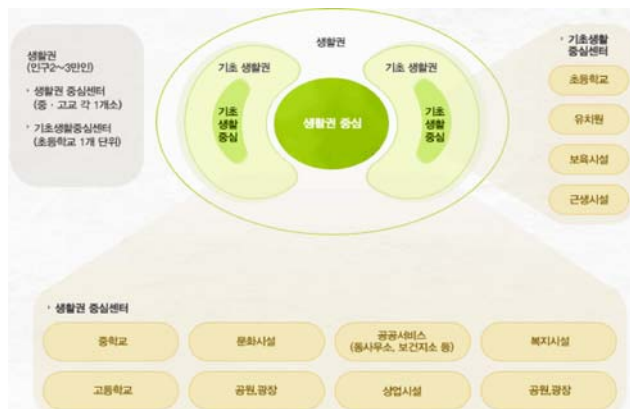 생활권
(인구2~3만인)
· 생활권 중심센터
(중 · 고교 각 1개소)
· 기초생활중심센터
(초등학교 1개 단위)
생활권
기초 생활권
기초 생활권
기초
생활
중심
생활권 중심
기초
생활
중심
· 기초생활
중심센터
초등학교
유치원
보육시설
근생시설
· 생활권 중심센터
중학교
문화시설
공공서비스
(동사무소, 보건지소 등)
복지시설
고등학교
공원,광장
상업시설
공원,광장